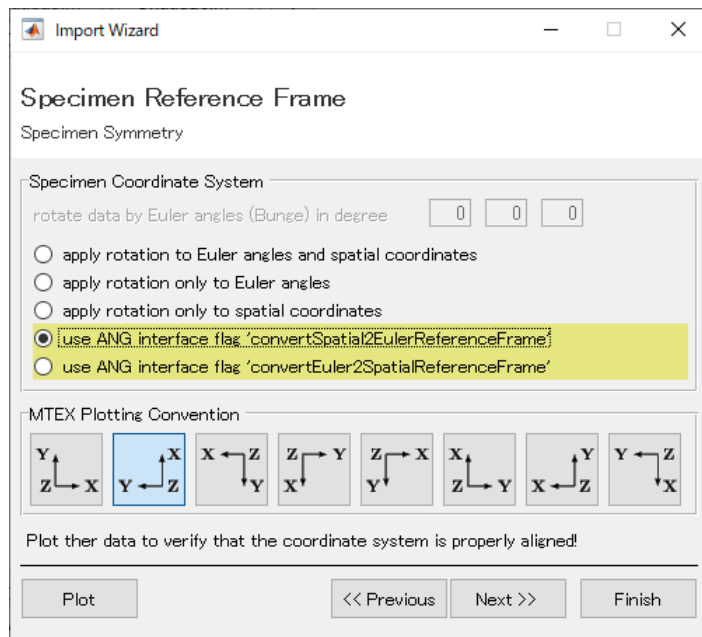 Import Wizard
Specimen Reference Frame
Specimen Symmetry
Specimen Coordinate System
rotate data by Euler angles (Bunge) in degree 0 0 0
apply rotation to Euler angles and spatial coordinates
apply rotation only to Euler angles
apply rotation only to spatial coordinates
use ANG interface flag 'convertSpatial2EulerReferenceFrame'
use ANG interface flag 'convertEuler2SpatialReferenceFrame'
MTEX Plotting Convention
Y X X Z Z Y Z X X Y Y Z
Z X Y Z Y X Y Z Y X Z X
Plot ther data to verify that the coordinate system is properly aligned!
Plot << Previous Next >> Finish